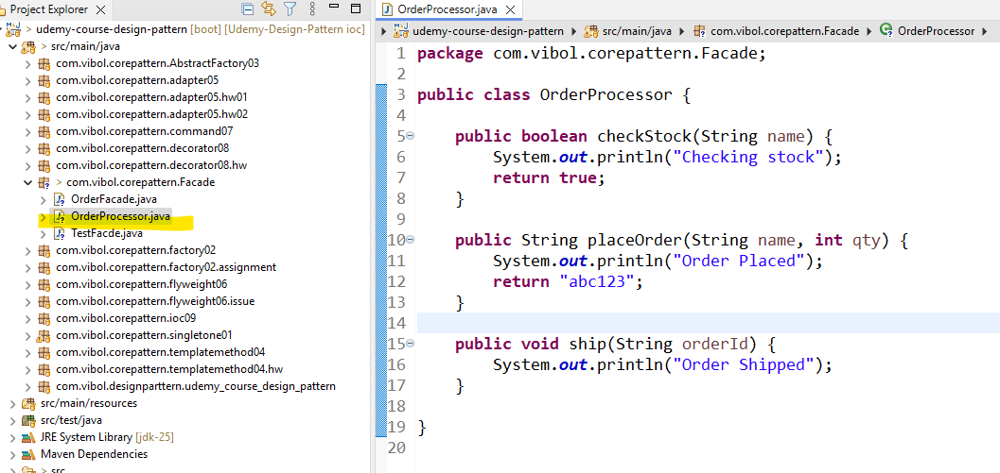 Project Explorer
udemy-course-design-pattern [boot] [Udemy-Design-Pattern ioc]
src/main/java
com.vibol.corepattern.AbstractFactory03
com.vibol.corepattern.adapter05
com.vibol.corepattern.adapter05.hw01
com.vibol.corepattern.adapter05.hw02
com.vibol.corepattern.command07
com.vibol.corepattern.decorator08
com.vibol.corepattern.decorator08.hw
com.vibol.corepattern.Facade
OrderFacade.java
OrderProcessor.java
TestFacde.java
com.vibol.corepattern.factory02
com.vibol.corepattern.factory02.assignment
com.vibol.corepattern.flyweight06
com.vibol.corepattern.flyweight06.issue
com.vibol.corepattern.ioc09
com.vibol.corepattern.singletone01
com.vibol.corepattern.templatemethod04
com.vibol.corepattern.templatemethod04.hw
com.vibol.designparttern.udemy_course_design_pattern
src/main/resources
src/test/java
JRE System Library [jdk-25]
Maven Dependencies
src
OrderProcessor.java
udemy-course-design-pattern src/main/java com.vibol.corepattern.Facade OrderProcessor
1 package com.vibol.corepattern.Facade;
2
3 public class OrderProcessor {
4
5 public boolean checkStock(String name) {
6 System.out.println("Checking stock");
7 return true;
8 }
9
10 public String placeOrder(String name, int qty) {
11 System.out.println("Order Placed");
12 return "abc123";
13 }
14
15 public void ship(String orderId) {
16 System.out.println("Order Shipped");
17 }
18
19 }
20